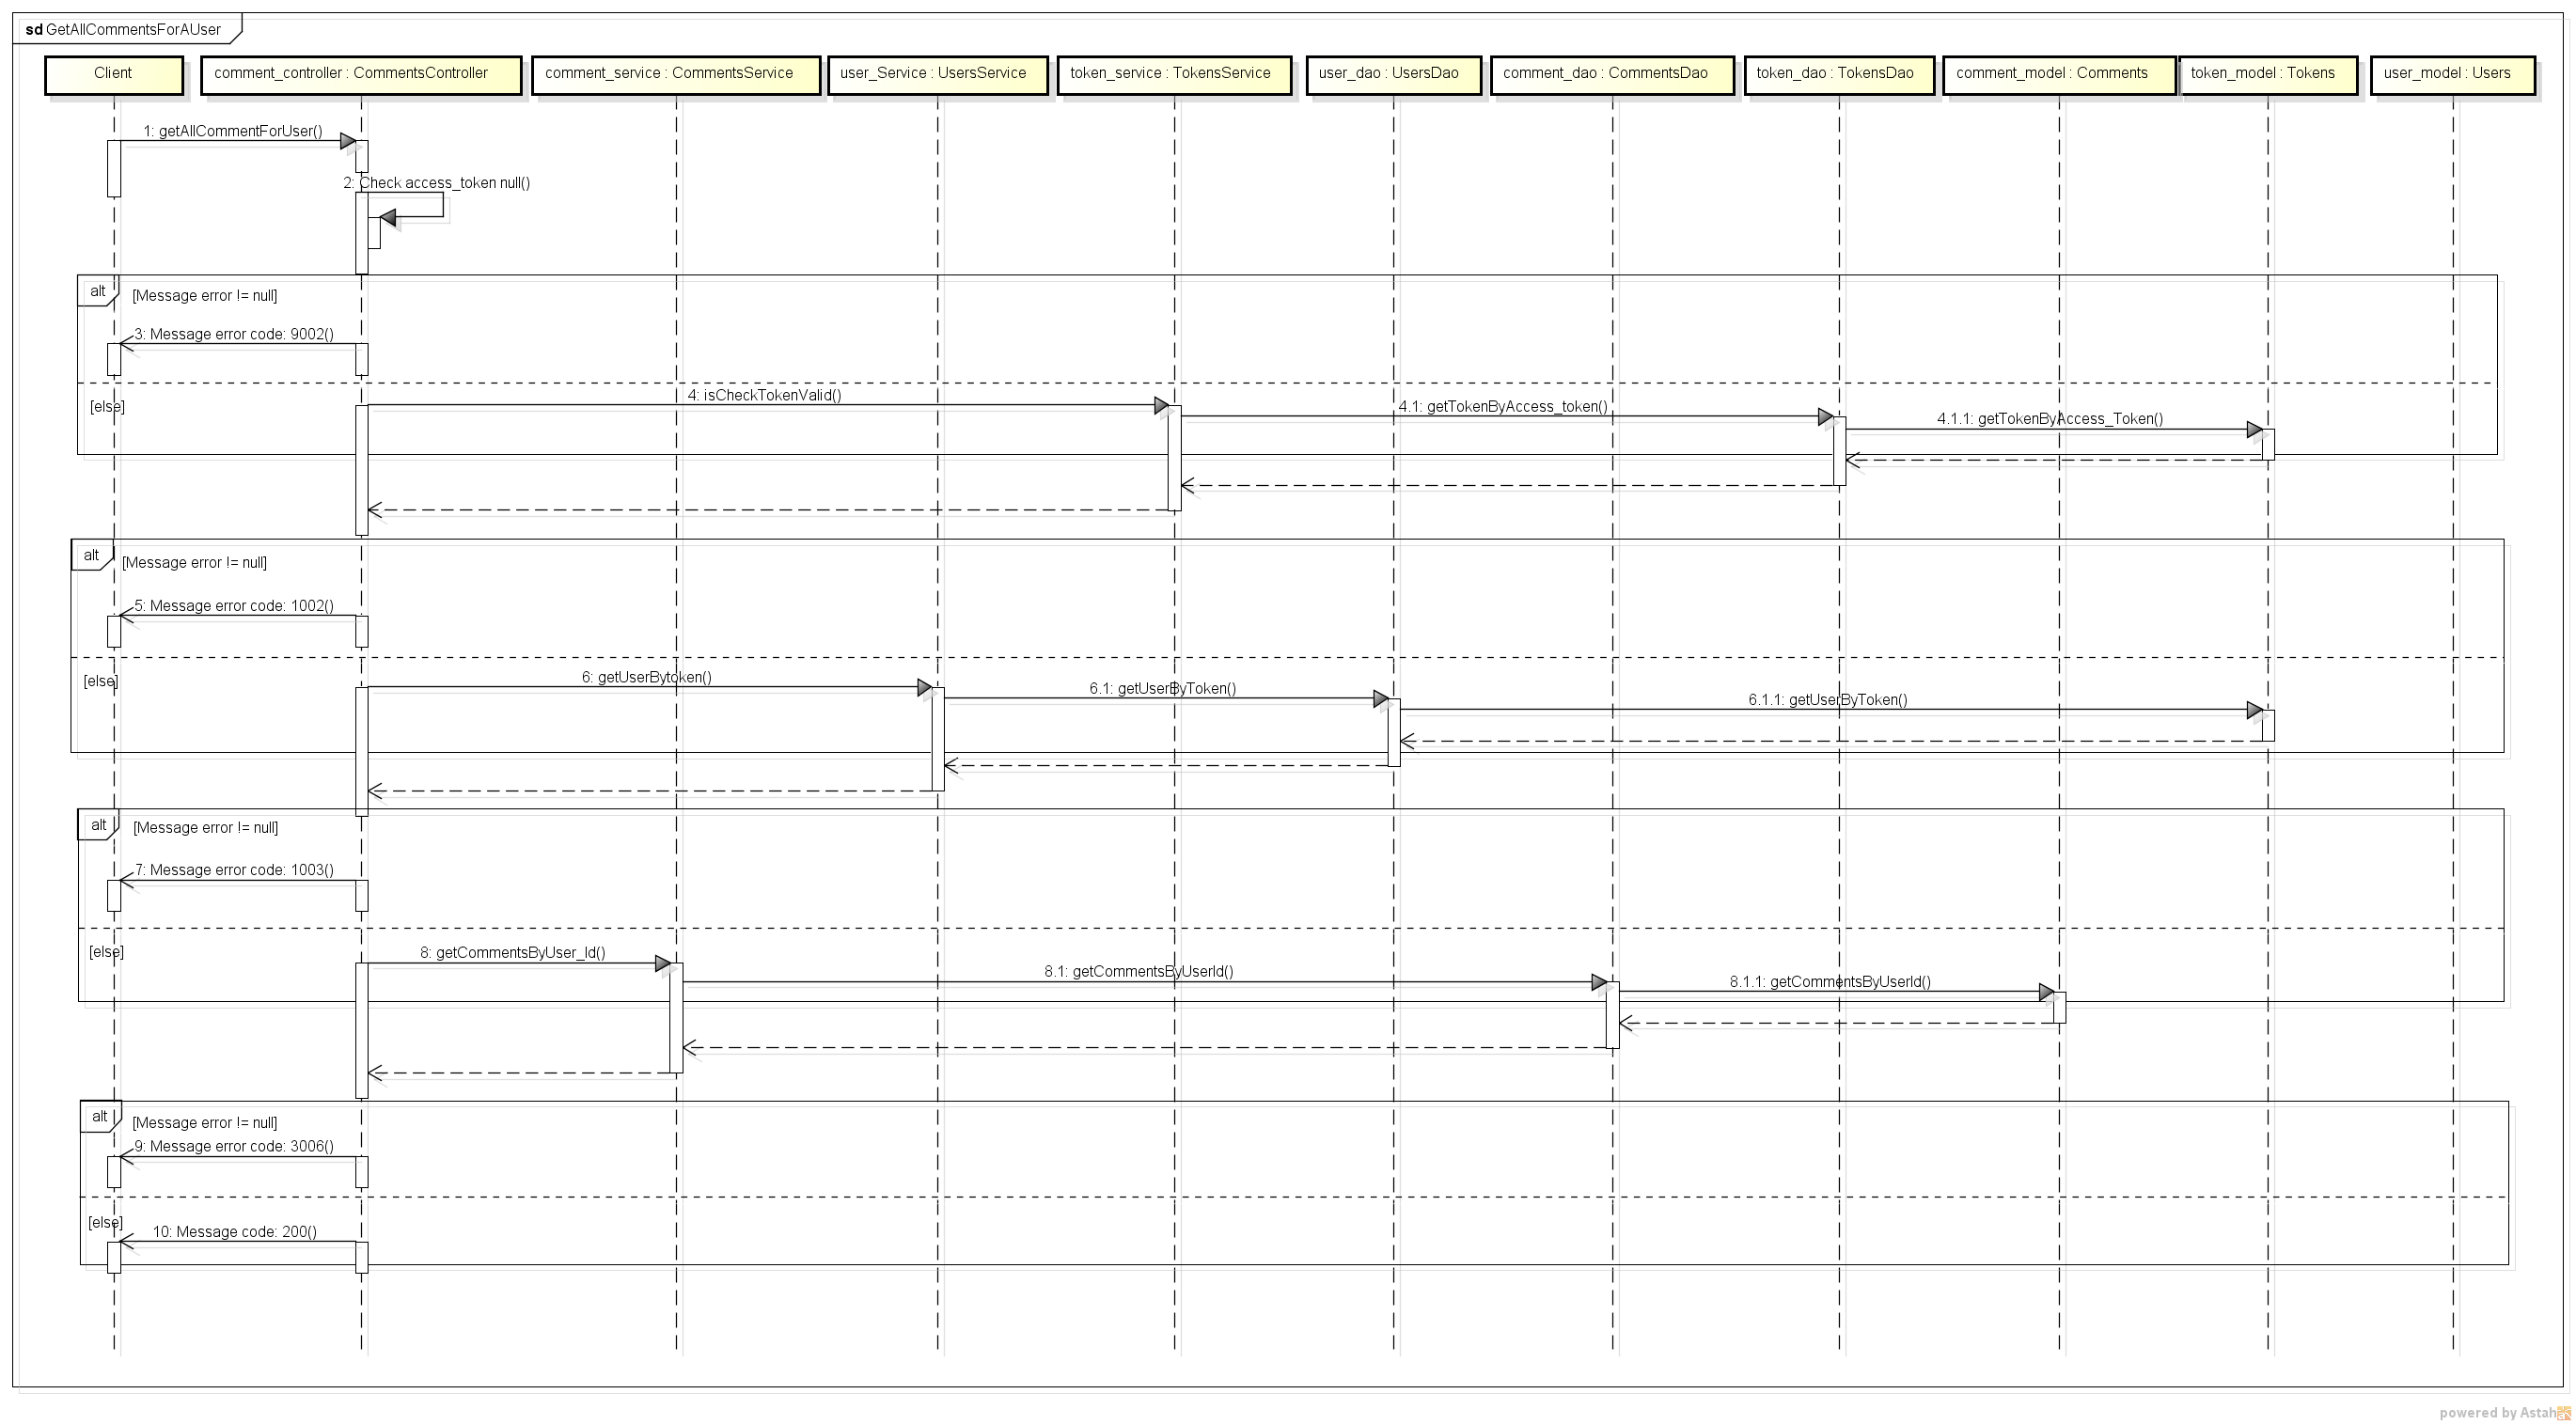 sd GetAllCommentsForAUser
Client
comment_controller : CommentsController
comment_service : CommentsService
user_Service : UsersService
token_service : TokensService
user_dao : UsersDao
comment_dao : CommentsDao
token_dao : TokensDao
comment_model : Comments
token_model : Tokens
user_model : Users
1: getAllCommentForUser()
2: Check access_token null()
alt
[Message error != null]
3: Message error code: 9002()
[else]
4: isCheckTokenValid()
4.1: getTokenByAccess_token()
4.1.1: getTokenByAccess_Token()
alt
[Message error != null]
5: Message error code: 1002()
[else]
6: getUserBytoken()
6.1: getUserByToken()
6.1.1: getUserByToken()
alt
[Message error != null]
7: Message error code: 1003()
[else]
8: getCommentsByUser_Id()
8.1: getCommentsByUserId()
8.1.1: getCommentsByUserId()
alt
[Message error != null]
9: Message error code: 3006()
[else]
10: Message code: 200()
powered by Astah